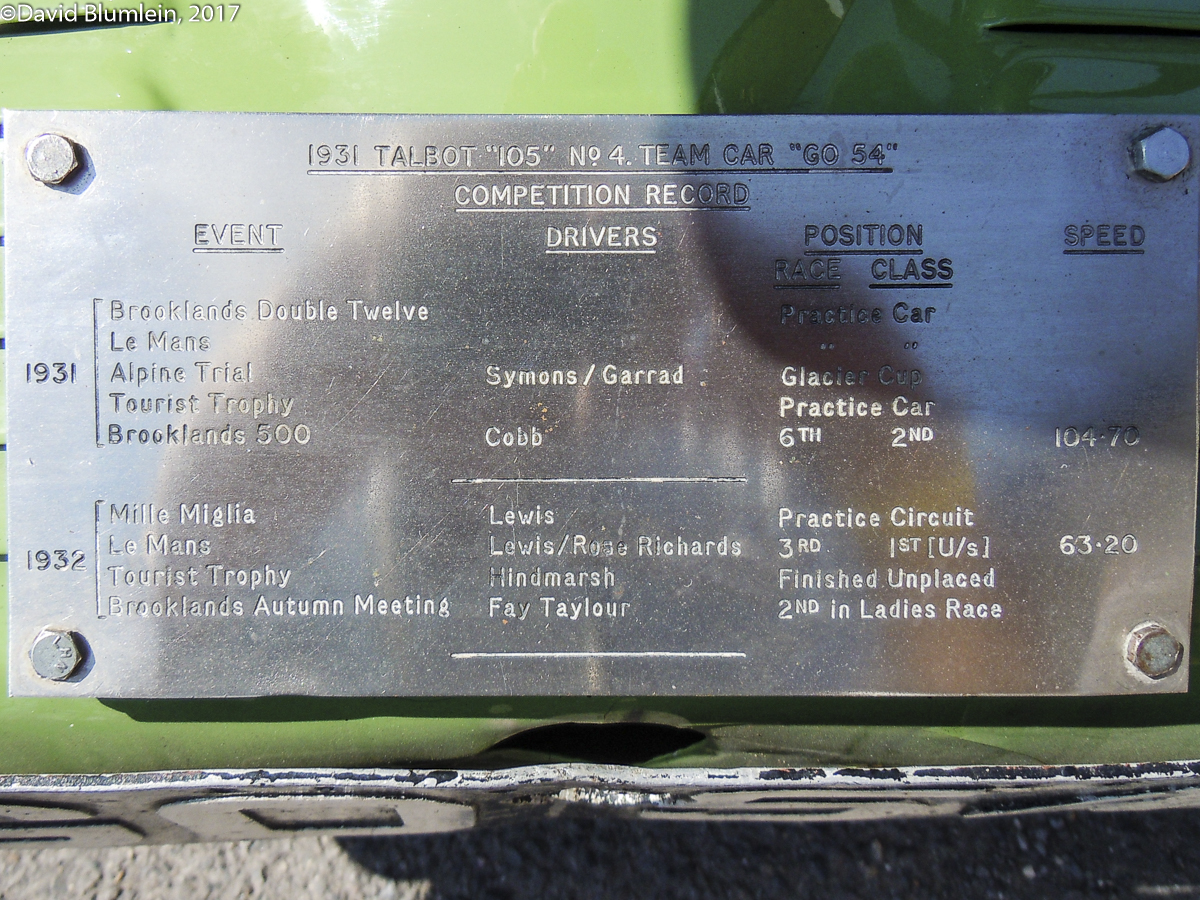 ©David Blumlein, 2017
1931 TALBOT "105" Nº 4. TEAM CAR "GO 54"
COMPETITION RECORD
EVENT DRIVERS POSITION SPEED
RACE CLASS
Brooklands Double Twelve Practice Car
Le Mans " "
1931 Alpine Trial Symons/Garrad Glacier Cup
Tourist Trophy Practice Car
Brooklands 500 Cobb 6TH 2ND 104·70
Mille Miglia Lewis Practice Circuit
1932 Le Mans Lewis/Rose Richards 3RD 1ST [U/s] 63·20
Tourist Trophy Hindmarsh Finished Unplaced
Brooklands Autumn Meeting Fay Taylour 2ND in Ladies Race